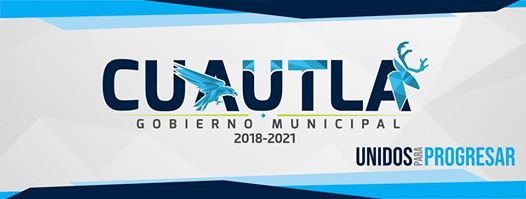 CUAUTLA
GOBIERNO MUNICIPAL
2018-2021
UNIDOS PARA PROGRESAR